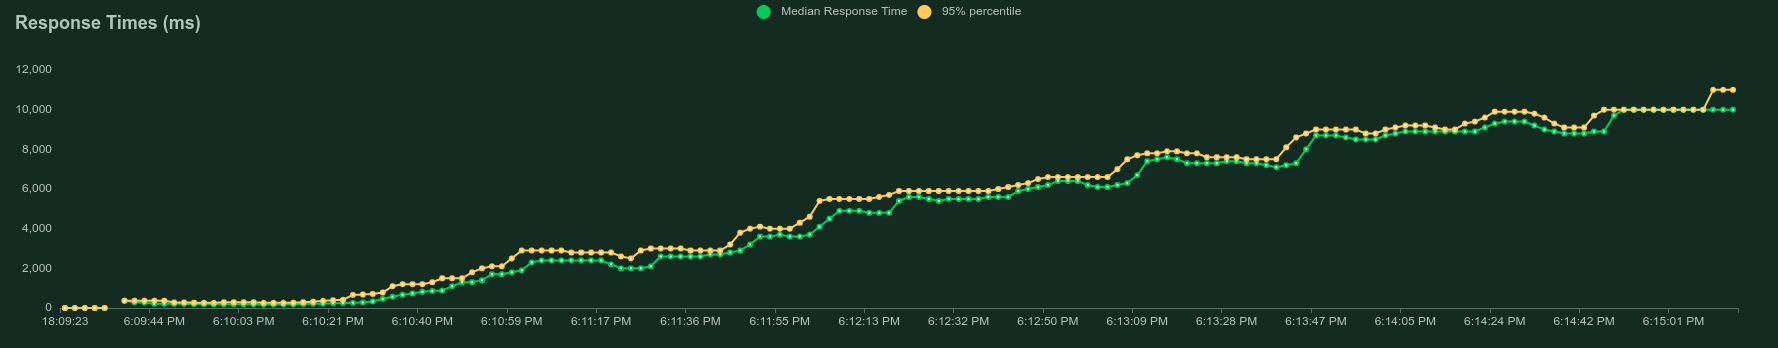 Response Times (ms)
Median Response Time 95% percentile
12,000
10,000
8,000
6,000
4,000
2,000
0
18:09:23 6:09:44 PM 6:10:03 PM 6:10:21 PM 6:10:40 PM 6:10:59 PM 6:11:17 PM 6:11:36 PM 6:11:55 PM 6:12:13 PM 6:12:32 PM 6:12:50 PM 6:13:09 PM 6:13:28 PM 6:13:47 PM 6:14:05 PM 6:14:24 PM 6:14:42 PM 6:15:01 PM